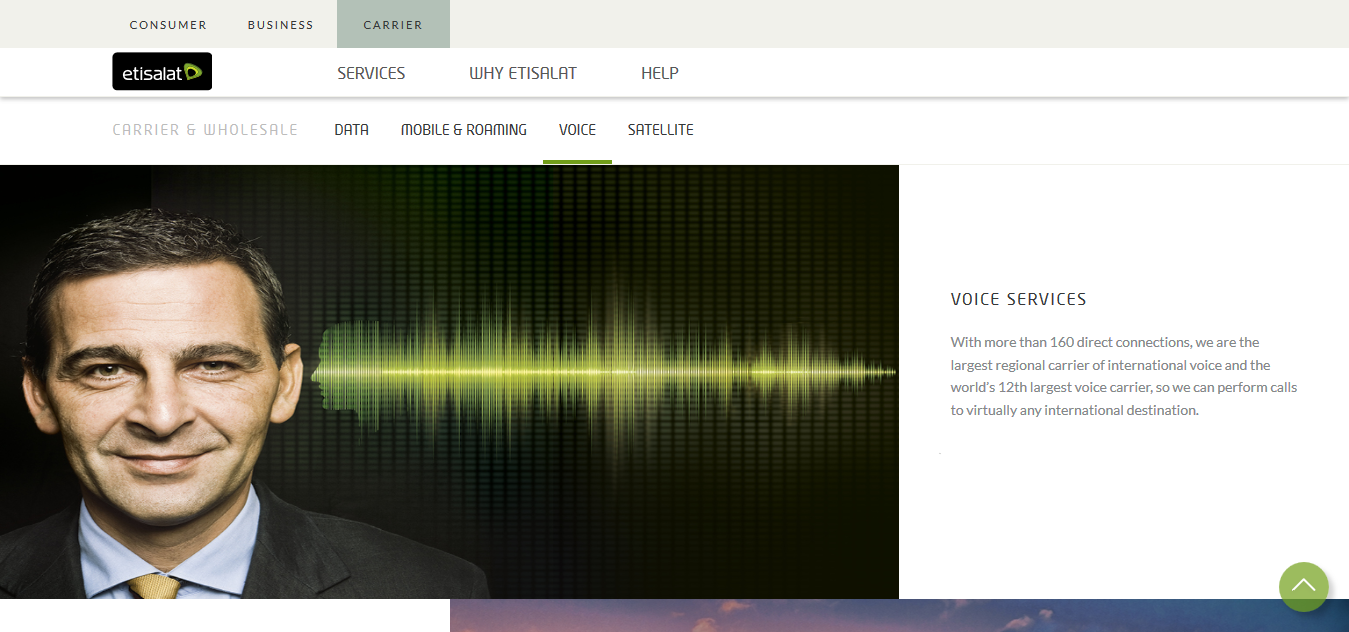 CONSUMER
BUSINESS
CARRIER
etisalat
SERVICES
WHY ETISALAT
HELP
CARRIER & WHOLESALE
DATA
MOBILE & ROAMING
VOICE
SATELLITE
VOICE SERVICES
With more than 160 direct connections, we are the
largest regional carrier of international voice and the
world's 12th largest voice carrier, so we can perform calls
to virtually any international destination.